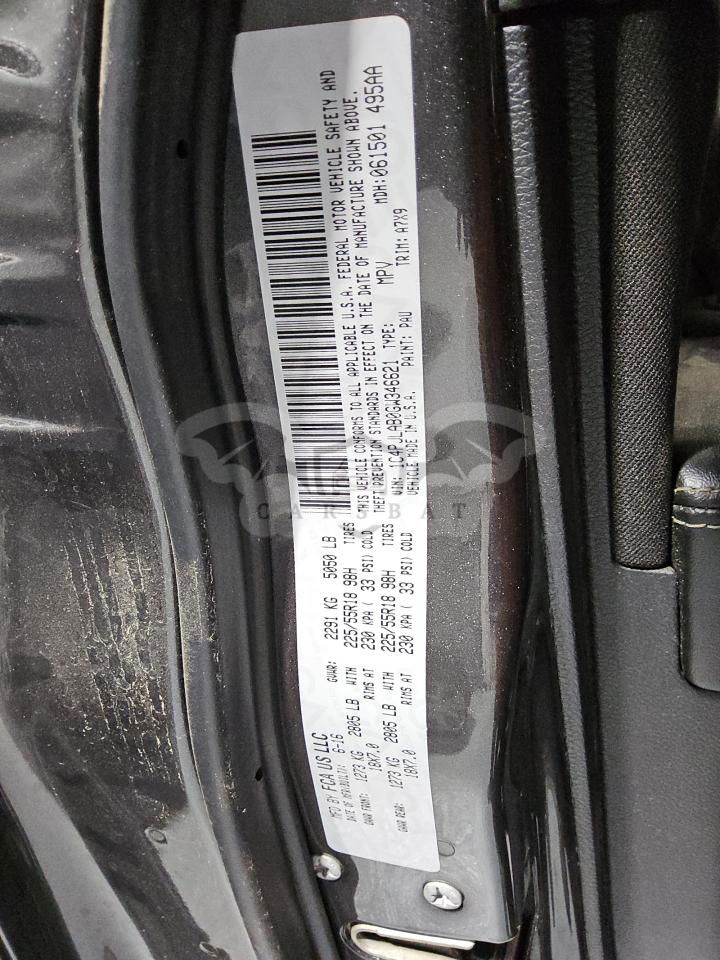 MFD BY FCA US LLC
DATE OF MFR(BUILT): 6-16 GVWR: 2291 KG 5050 LB
GAWR FRONT: 1273 KG 2805 LB WITH 225/55R18 98H TIRES
18X7.0 RIMS AT 230 KPA ( 33 PSI) COLD
GAWR REAR: 1273 KG 2805 LB WITH 225/55R18 98H TIRES
18X7.0 RIMS AT 230 KPA ( 33 PSI) COLD
THIS VEHICLE CONFORMS TO ALL APPLICABLE U.S.A. FEDERAL MOTOR VEHICLE SAFETY AND
THEFT PREVENTION STANDARDS IN EFFECT ON THE DATE OF MANUFACTURE SHOWN ABOVE.
VIN: 1C4PJLAB0GW346621 TYPE: MPV MDH:061501 495AA
VEHICLE MADE IN U.S.A. PAINT: PAU TRIM: A7X9
CARSBAT